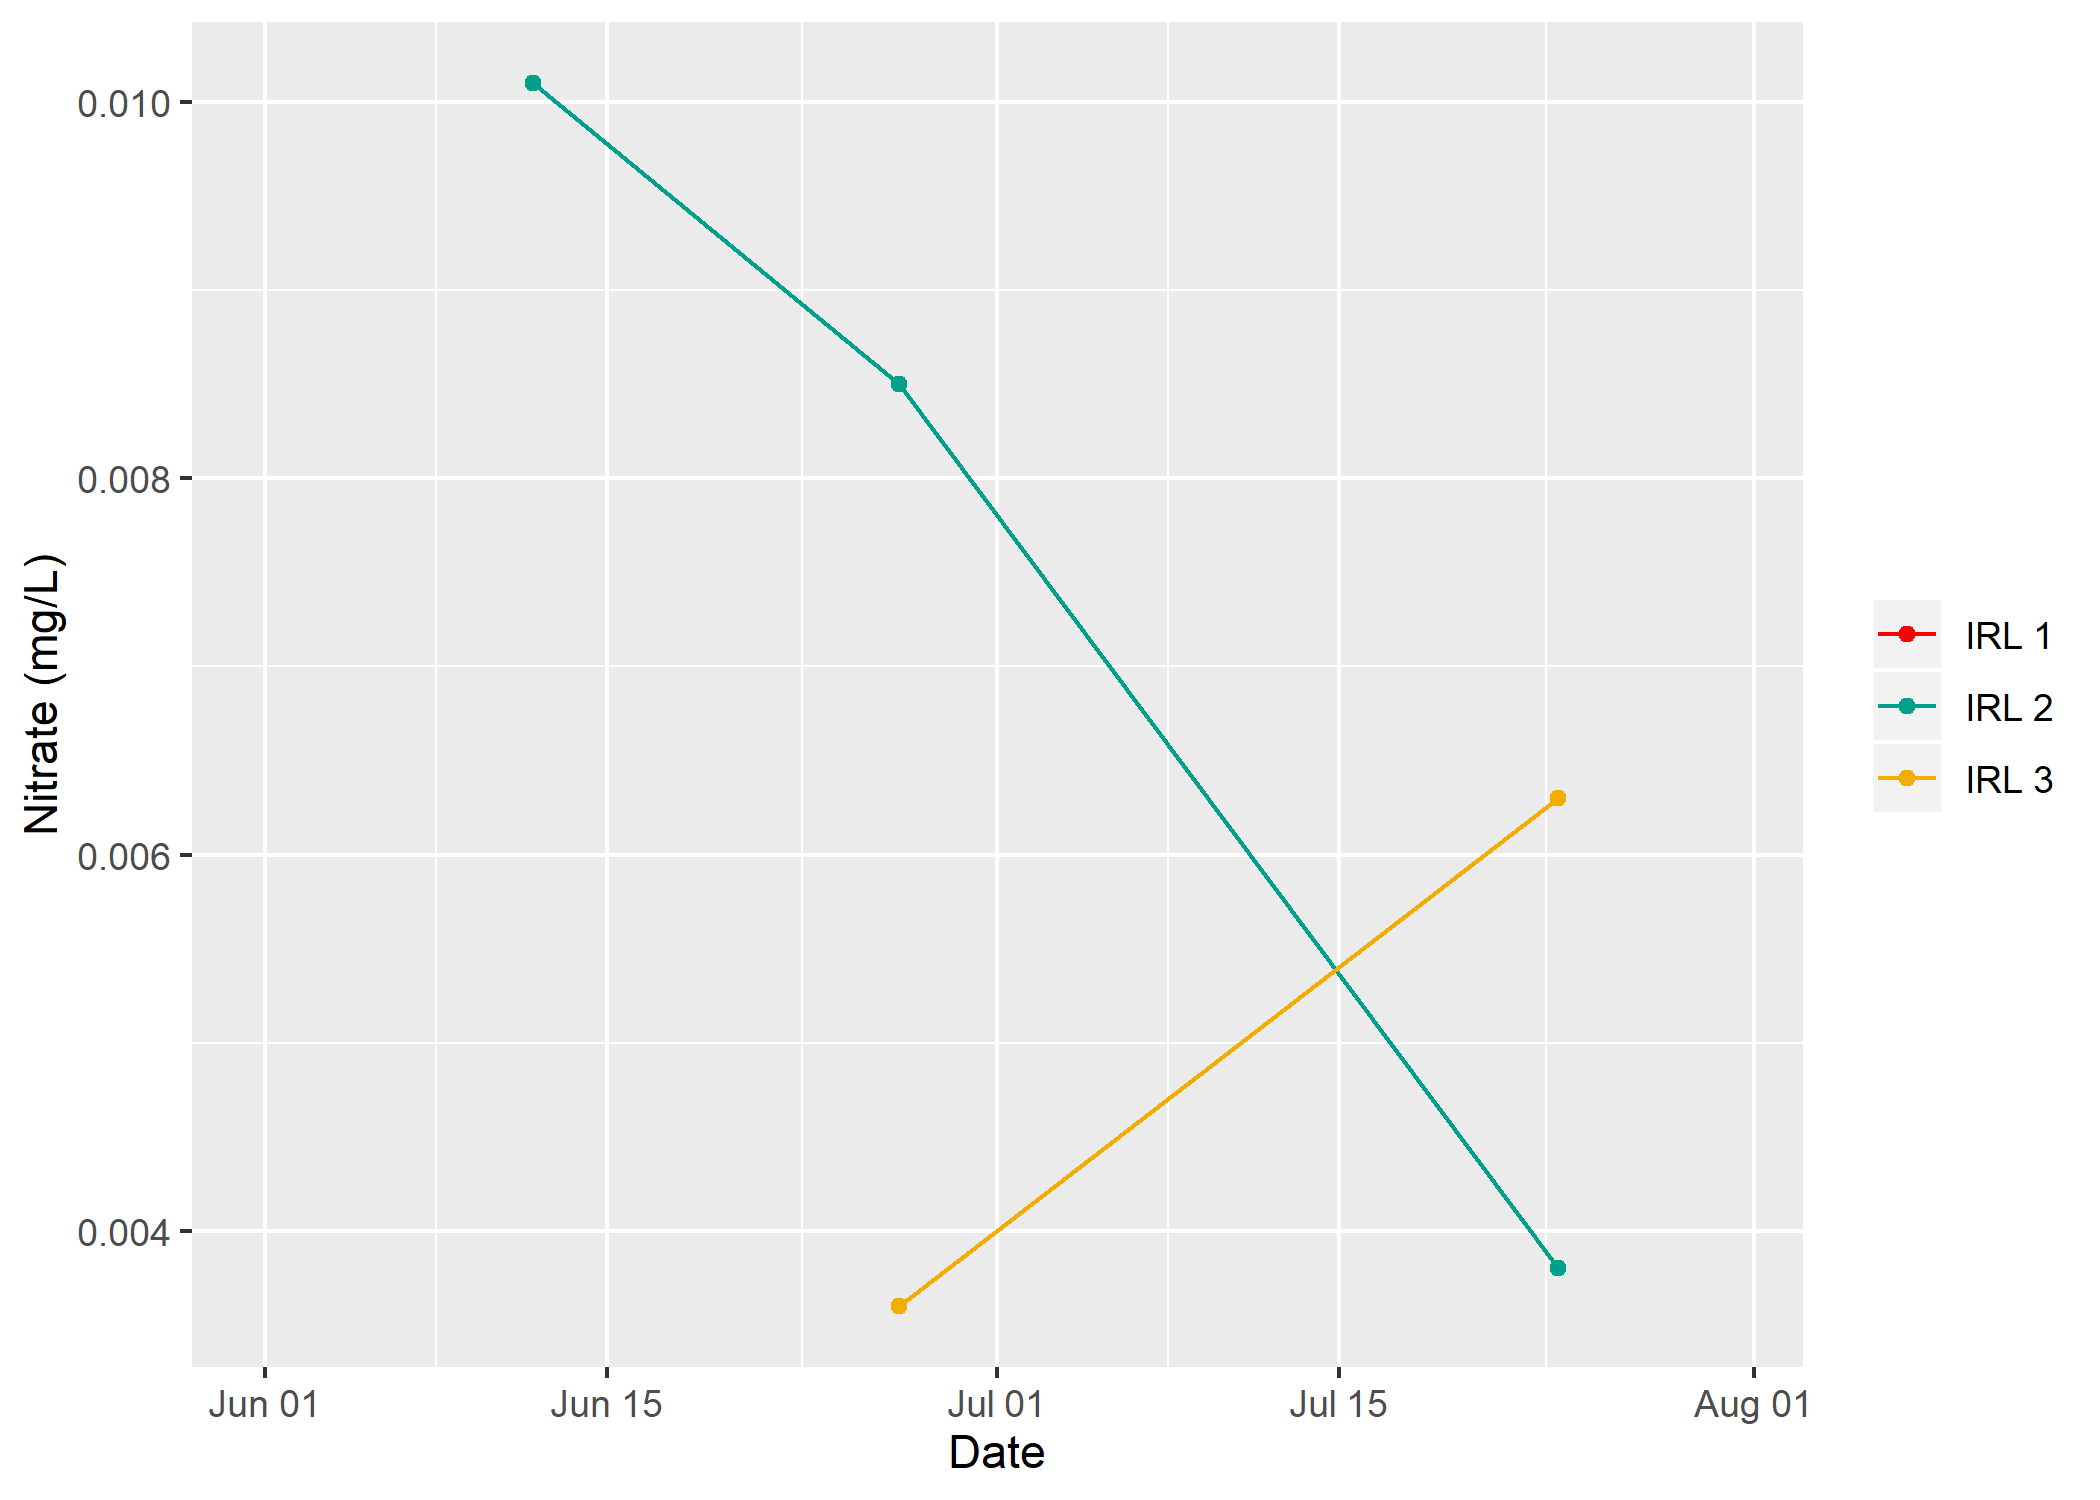 0.010
0.008
0.006
0.004
Nitrate (mg/L)
Jun 01
Jun 15
Jul 01
Jul 15
Aug 01
Date
IRL 1
IRL 2
IRL 3